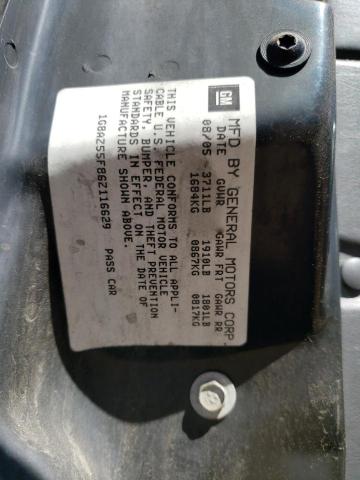 GM
MFD BY GENERAL MOTORS CORP.
DATE GVWR GAWR FRT GAWR RR
08/05 3711LB 1910LB 1801LB
1684KG 0867KG 0817KG
THIS VEHICLE CONFORMS TO ALL APPLI-
CABLE U.S. FEDERAL MOTOR VEHICLE
SAFETY, BUMPER, AND THEFT PREVENTION
STANDARDS IN EFFECT ON THE DATE OF
MANUFACTURE SHOWN ABOVE.
1G8AZ55F86Z116629 PASS CAR